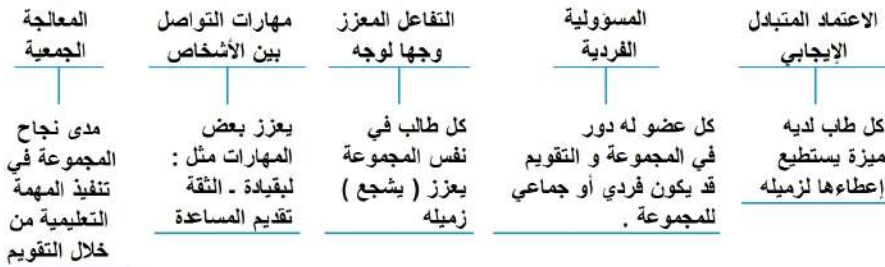 الاعتماد المتبادل
الإيجابي
كل طاب لديه
ميزة يستطيع
إعطاءها لزميله
المسؤولية
الفردية
كل عضو له دور
في المجموعة و التقويم
قد يكون فردي أو جماعي
للمجموعة .
التفاعل المعزز
وجها لوجه
كل طالب في
نفس المجموعة
يعزز ( يشجع )
زميله
مهارات التواصل
بين الأشخاص
يعزز بعض
المهارات مثل :
لبقيادة ـ الثقة
تقديم المساعدة
المعالجة
الجمعية
مدى نجاح
المجموعة في
تنفيذ المهمة
التعليمية من
خلال التقويم